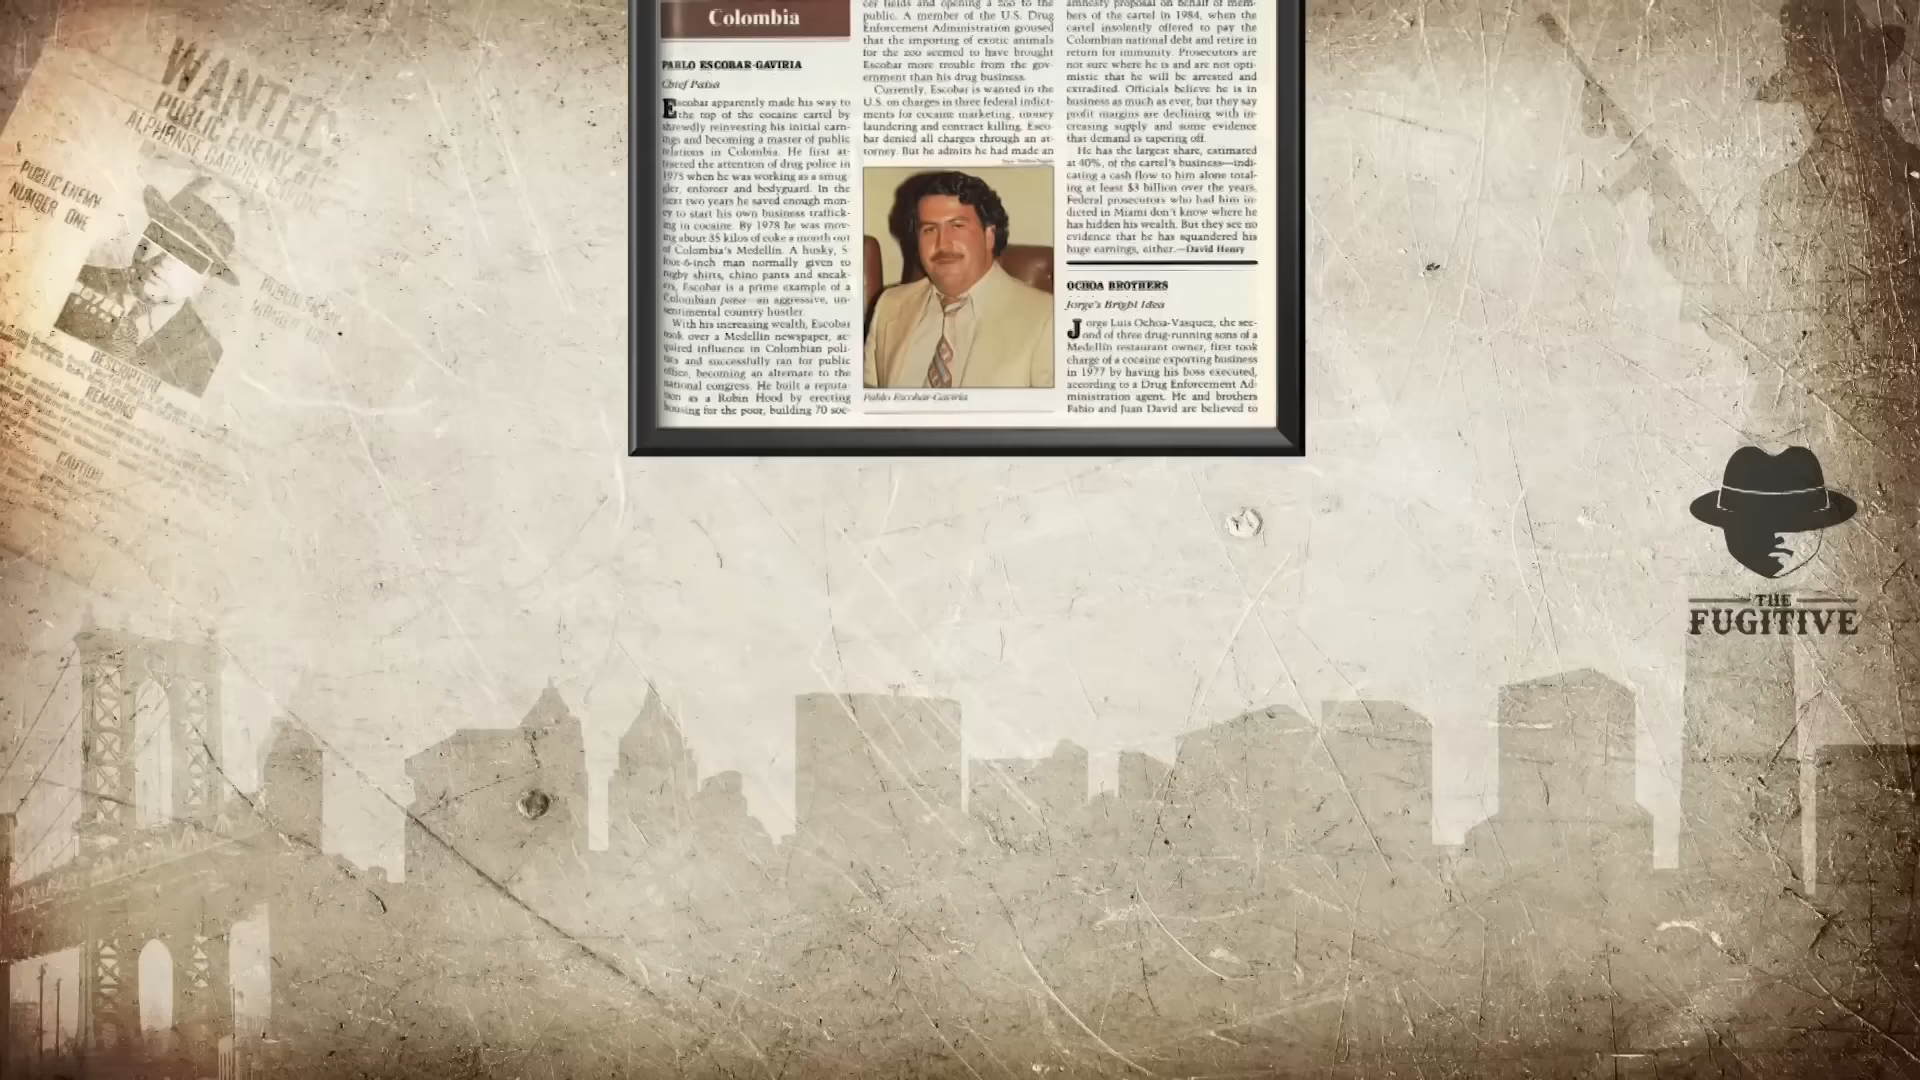 WANTED
PUBLIC ENEMY #1
ALPHONSE GABRIEL CAPONE
PUBLIC ENEMY
NUMBER ONE
DESCRIPTION
REMARKS
CAUTION
Colombia
PABLO ESCOBAR-GAVIRIA
Chief Paisa
Escobar apparently made his way to
the top of the cocaine cartel by
shrewdly reinvesting his initial earn-
ings and becoming a master of public
relations in Colombia. He first at-
tracted the attention of drug police in
1975 when he was working as a smug-
gler, enforcer and bodyguard. In the
next two years he saved enough mon-
ey to start his own business traffick-
ing in cocaine. By 1978 he was mov-
ing about 35 kilos of coke a month out
of Colombia's Medellin. A husky, 5-
foot-6-inch man normally given to
rugby shirts, chino pants and sneak-
ers, Escobar is a prime example of a
Colombian paisa—an aggressive, un-
sentimental country hustler.
With his increasing wealth, Escobar
took over a Medellin newspaper, ac-
quired influence in Colombian poli-
tics and successfully ran for public
office, becoming an alternate to the
national congress. He built a reputa-
tion as a Robin Hood by erecting
housing for the poor, building 70 soc-
cer fields and opening a zoo to the
public. A member of the U.S. Drug
Enforcement Administration groused
that the importing of exotic animals
for the zoo seemed to have brought
Escobar more trouble from the gov-
ernment than his drug business.
Currently, Escobar is wanted in the
U.S. on charges in three federal indict-
ments for cocaine marketing, money
laundering and contract killing. Esco-
bar denied all charges through an at-
torney. But he admits he had made an
Pablo Escobar-Gaviria
amnesty proposal on behalf of mem-
bers of the cartel in 1984, when the
cartel insolently offered to pay the
Colombian national debt and retire in
return for immunity. Prosecutors are
not sure where he is and are not opti-
mistic that he will be arrested and
extradited. Officials believe he is in
business as much as ever, but they say
profit margins are declining with in-
creasing supply and some evidence
that demand is tapering off.
He has the largest share, estimated
at 40%, of the cartel's business—indi-
cating a cash flow to him alone total-
ing at least $3 billion over the years.
Federal prosecutors who had him in-
dicted in Miami don't know where he
has hidden his wealth. But they see no
evidence that he has squandered his
huge earnings, either.—David Henry
OCHOA BROTHERS
Jorge's Bright Idea
Jorge Luis Ochoa-Vasquez, the sec-
ond of three drug-running sons of a
Medellin restaurant owner, first took
charge of a cocaine exporting business
in 1977 by having his boss executed,
according to a Drug Enforcement Ad-
ministration agent. He and brothers
Fabio and Juan David are believed to
THE
FUGITIVE